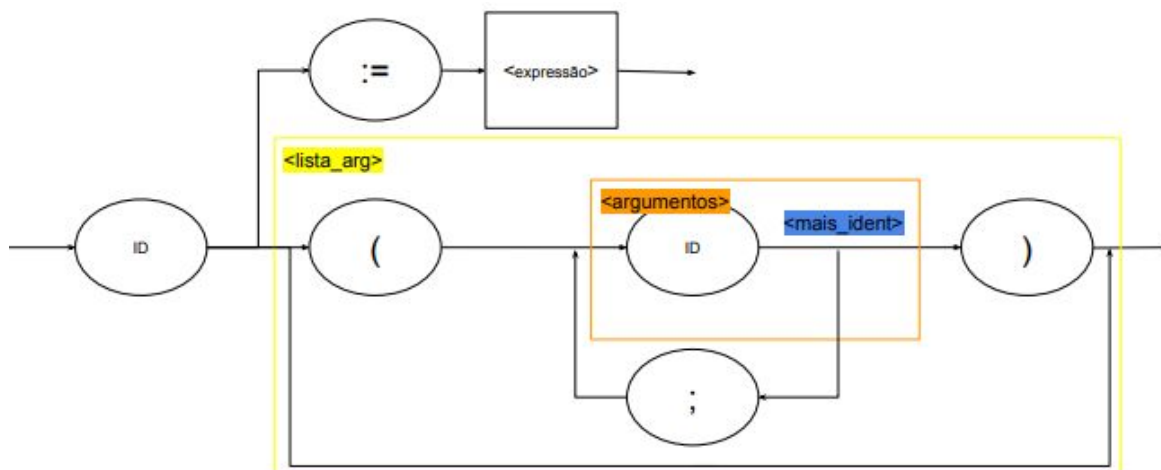 :=
<expressão>
<lista_arg>
<argumentos>
<mais_ident>
ID
(
ID
)
;